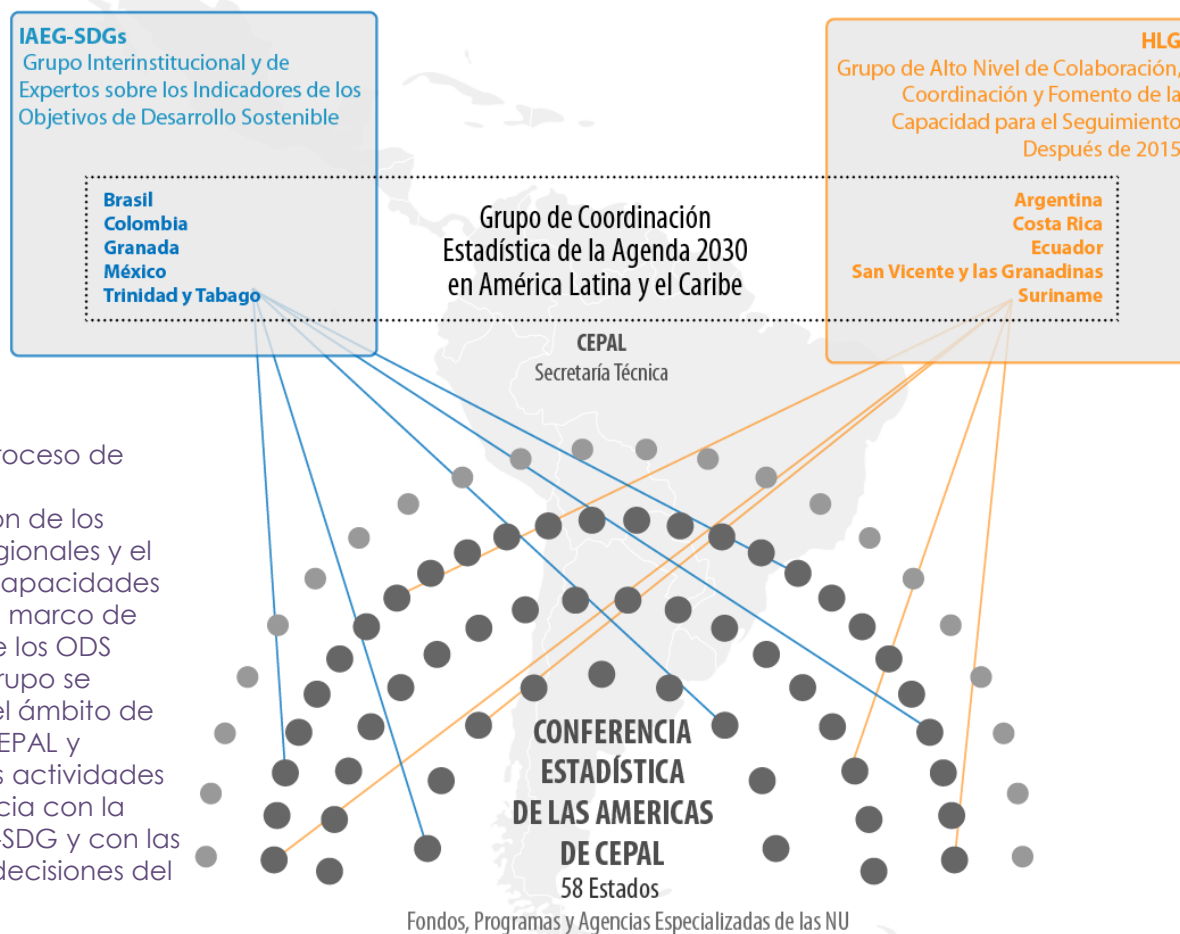 IAEG-SDGs
Grupo Interinstitucional y de
Expertos sobre los Indicadores de los
Objetivos de Desarrollo Sostenible
HLG
Grupo de Alto Nivel de Colaboración,
Coordinación y Fomento de la
Capacidad para el Seguimiento
Después de 2015
Brasil
Colombia
Granada
México
Trinidad y Tabago
Grupo de Coordinación
Estadística de la Agenda 2030
en América Latina y el Caribe
Argentina
Costa Rica
Ecuador
San Vicente y las Granadinas
Suriname
CEPAL
Secretaría Técnica
roceso de
ón de los
gionales y el
apacidades
marco de
e los ODS
rupo se
el ámbito de
CEPAL y
s actividades
cia con la
-SDG y con las
decisiones del
CONFERENCIA
ESTADÍSTICA
DE LAS AMERICAS
DE CEPAL
58 Estados
Fondos, Programas y Agencias Especializadas de las NU